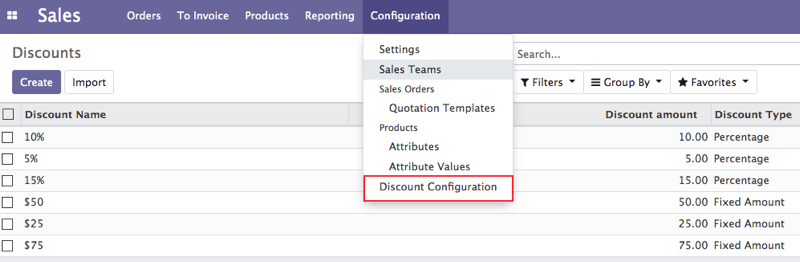 Sales Orders To Invoice Products Reporting Configuration
Discounts
Settings
Search...
Sales Teams
Create Import
Filters Group By Favorites
Sales Orders
Quotation Templates
Products
Attributes
Attribute Values
Discount Configuration
Discount Name Discount amount Discount Type
10% 10.00 Percentage
5% 5.00 Percentage
15% 15.00 Percentage
$50 50.00 Fixed Amount
$25 25.00 Fixed Amount
$75 75.00 Fixed Amount